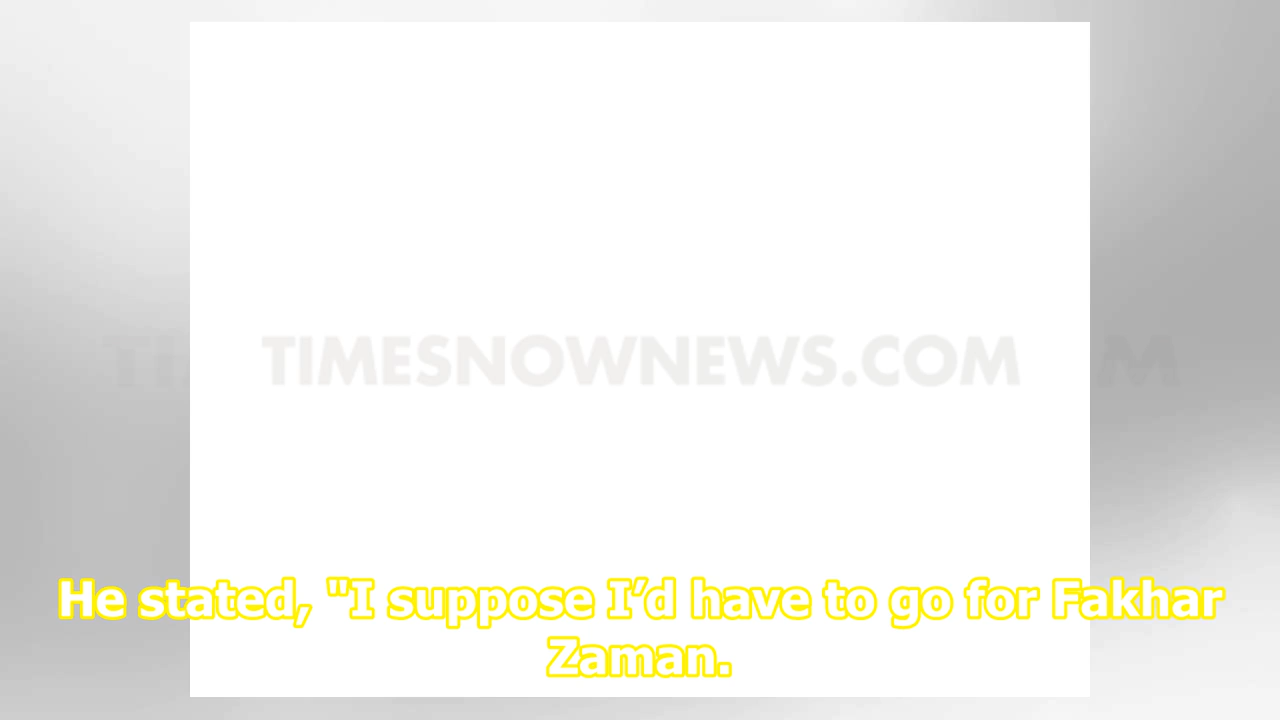 TIMESNOWNEWS.COM
He stated, "I suppose I’d have to go for Fakhar
Zaman.